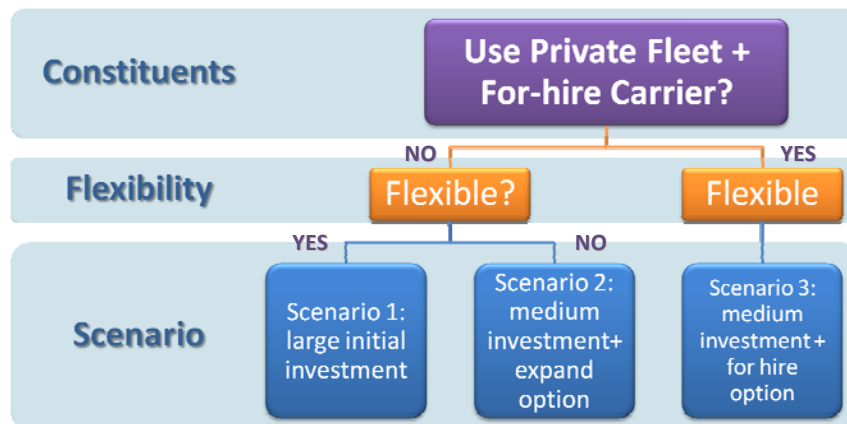 Constituents
Use Private Fleet +
For-hire Carrier?
NO
YES
Flexibility
Flexible?
Flexible
YES
NO
Scenario
Scenario 1:
large initial
investment
Scenario 2:
medium
investment+
expand
option
Scenario 3:
medium
investment +
for hire
option